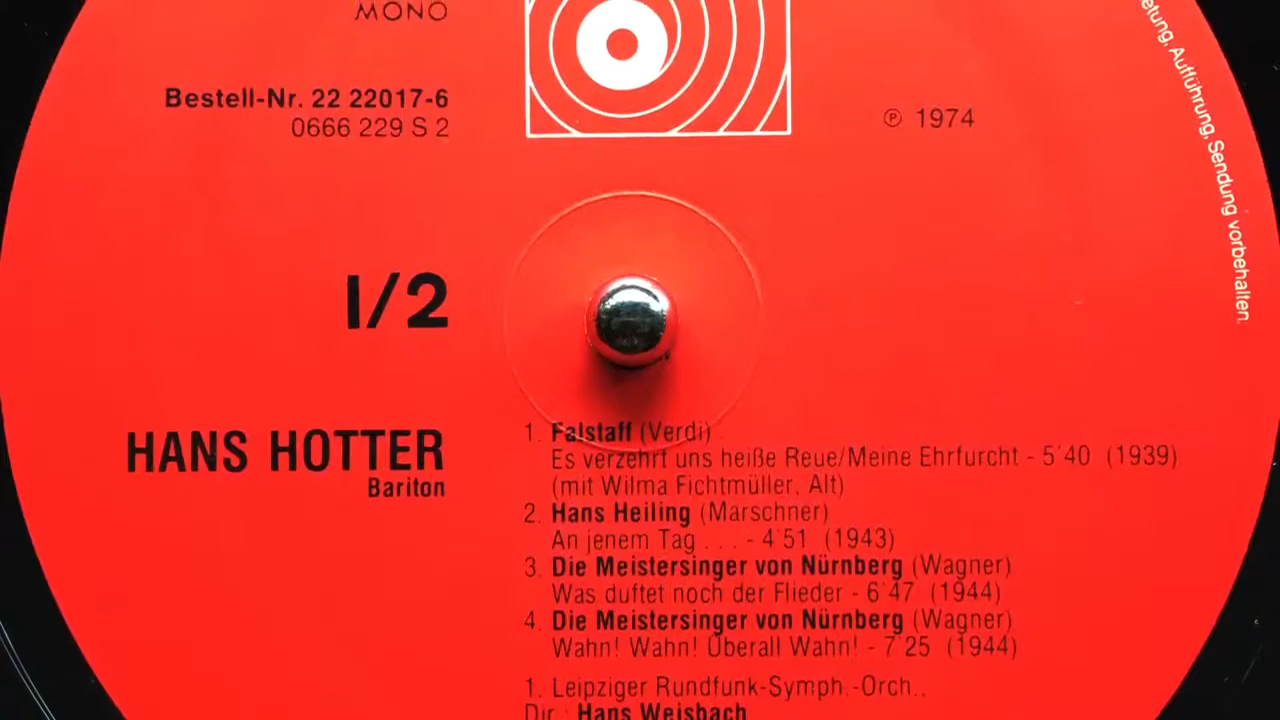 MONO
Bestell-Nr. 22 22017-6
0666 229 S 2
℗ 1974
Aufführung, Sendung vorbehalten.
1/2
HANS HOTTER
Bariton
1. Falstaff (Verdi)
Es verzehrt uns heiße Reue/Meine Ehrfurcht - 5'40 (1939)
(mit Wilma Fichtmüller, Alt)
2. Hans Heiling (Marschner)
An jenem Tag . . . - 4'51 (1943)
3. Die Meistersinger von Nürnberg (Wagner)
Was duftet noch der Flieder - 6'47 (1944)
4. Die Meistersinger von Nürnberg (Wagner)
Wahn! Wahn! Überall Wahn! - 7'25 (1944)
1. Leipziger Rundfunk-Symph.-Orch.,
Dir.: Hans Weisbach